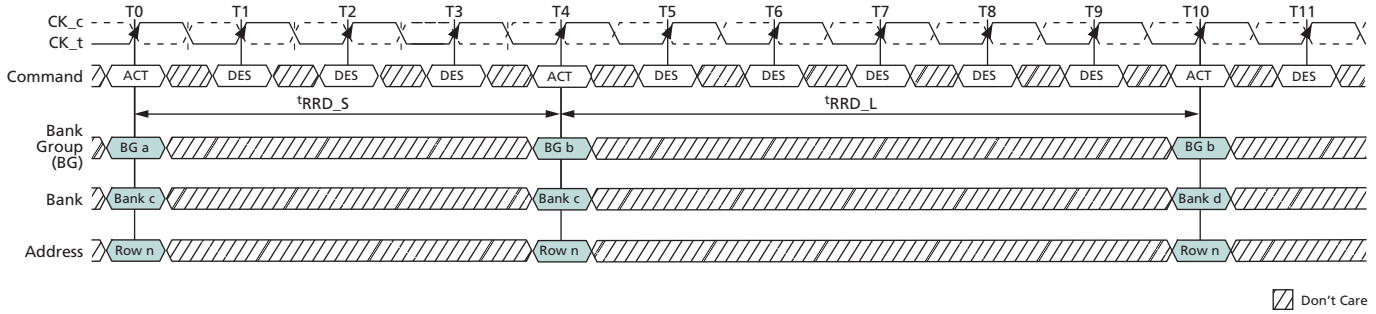 T0 T1 T2 T3 T4 T5 T6 T7 T8 T9 T10 T11
CK_c
CK_t
Command ACT DES DES DES ACT DES DES DES DES DES ACT DES
tRRD_S tRRD_L
Bank
Group
(BG)
BG a BG b BG b
Bank Bank c Bank c Bank d
Address Row n Row n Row n
Don't Care